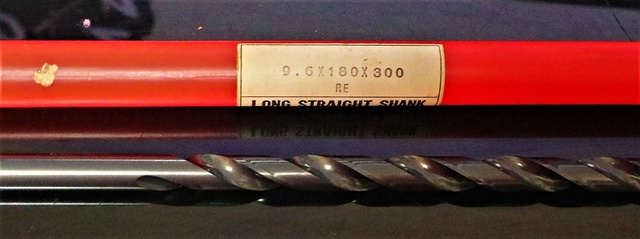 9.6X180X300
RE
LONG STRAIGHT SHANK